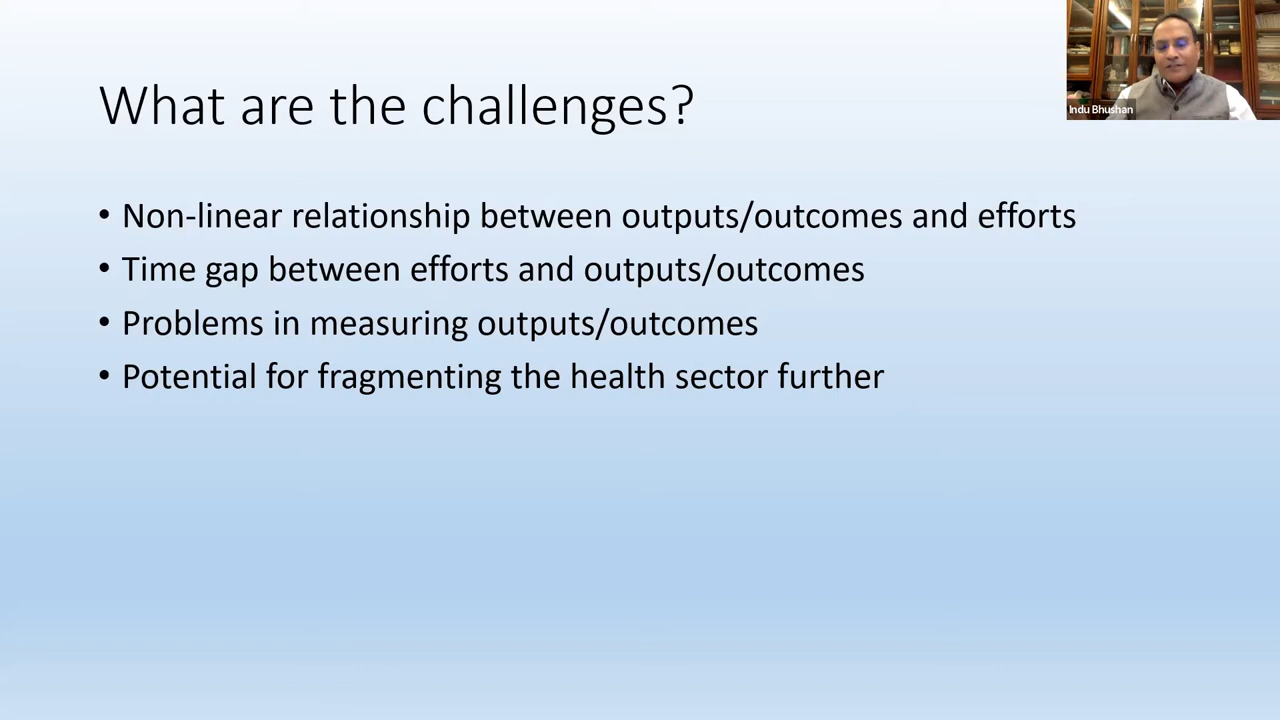 What are the challenges?
• Non-linear relationship between outputs/outcomes and efforts
• Time gap between efforts and outputs/outcomes
• Problems in measuring outputs/outcomes
• Potential for fragmenting the health sector further
Indu Bhushan